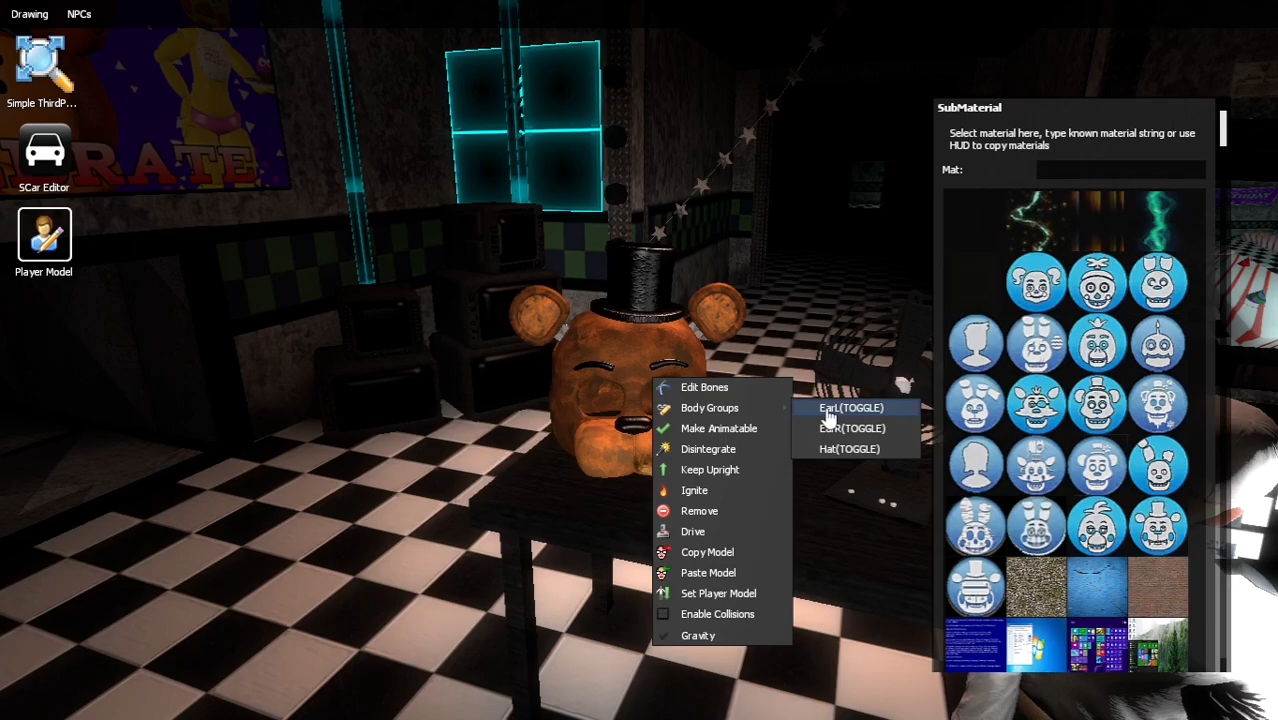 Drawing NPCs
Simple ThirdP...
SCar Editor
Player Model
BRATE
Edit Bones
Body Groups
Make Animatable
Disintegrate
Keep Upright
Ignite
Remove
Drive
Copy Model
Paste Model
Set Player Model
Enable Collisions
Gravity
EarL(TOGGLE)
EarR(TOGGLE)
Hat(TOGGLE)
SubMaterial
Select material here, type known material string or use
HUD to copy materials
Mat: